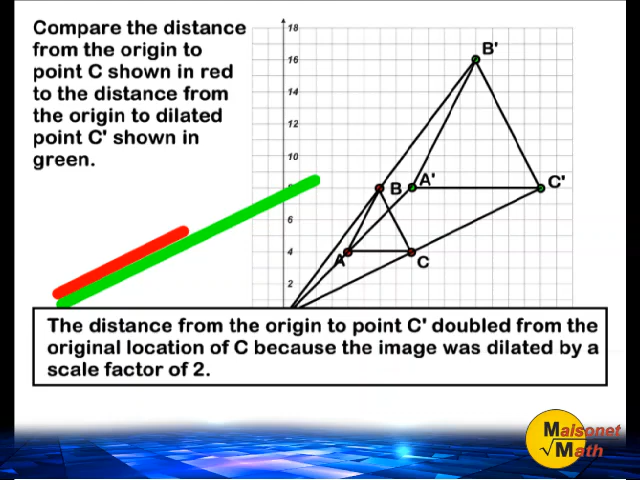 Compare the distance
from the origin to
point C shown in red
to the distance from
the origin to dilated
point C' shown in
green.
18
16
14
12
10
6
4
2
B'
B
A'
C'
A
C
The distance from the origin to point C' doubled from the
original location of C because the image was dilated by a
scale factor of 2.
Maisonet
√Math